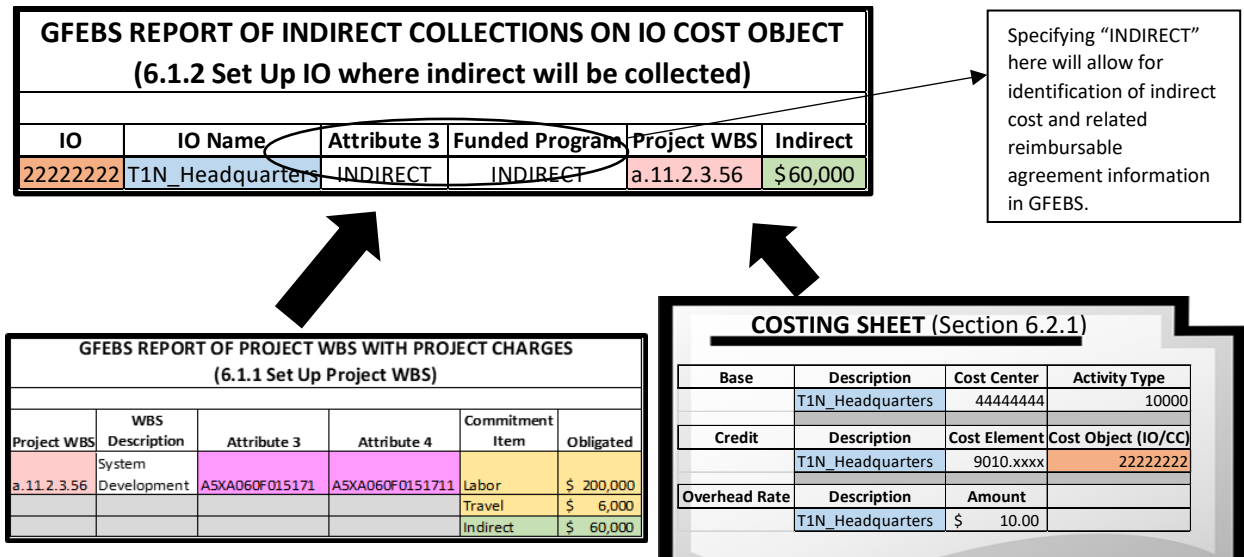 GFEBS REPORT OF INDIRECT COLLECTIONS ON IO COST OBJECT
(6.1.2 Set Up IO where indirect will be collected)
IO IO Name Attribute 3 Funded Program Project WBS Indirect
22222222 T1N_Headquarters INDIRECT INDIRECT a.11.2.3.56 $60,000
Specifying “INDIRECT”
here will allow for
identification of indirect
cost and related
reimbursable
agreement information
in GFEBS.
GFEBS REPORT OF PROJECT WBS WITH PROJECT CHARGES
(6.1.1 Set Up Project WBS)
Project WBS WBS Description Attribute 3 Attribute 4 Commitment Item Obligated
a.11.2.3.56 System Development A5XA060F015171 A5XA060F0151711 Labor $ 200,000
Travel $ 6,000
Indirect $ 60,000
COSTING SHEET (Section 6.2.1)
Base Description Cost Center Activity Type
T1N_Headquarters 44444444 10000
Credit Description Cost Element Cost Object (IO/CC)
T1N_Headquarters 9010.xxxx 22222222
Overhead Rate Description Amount
T1N_Headquarters $ 10.00